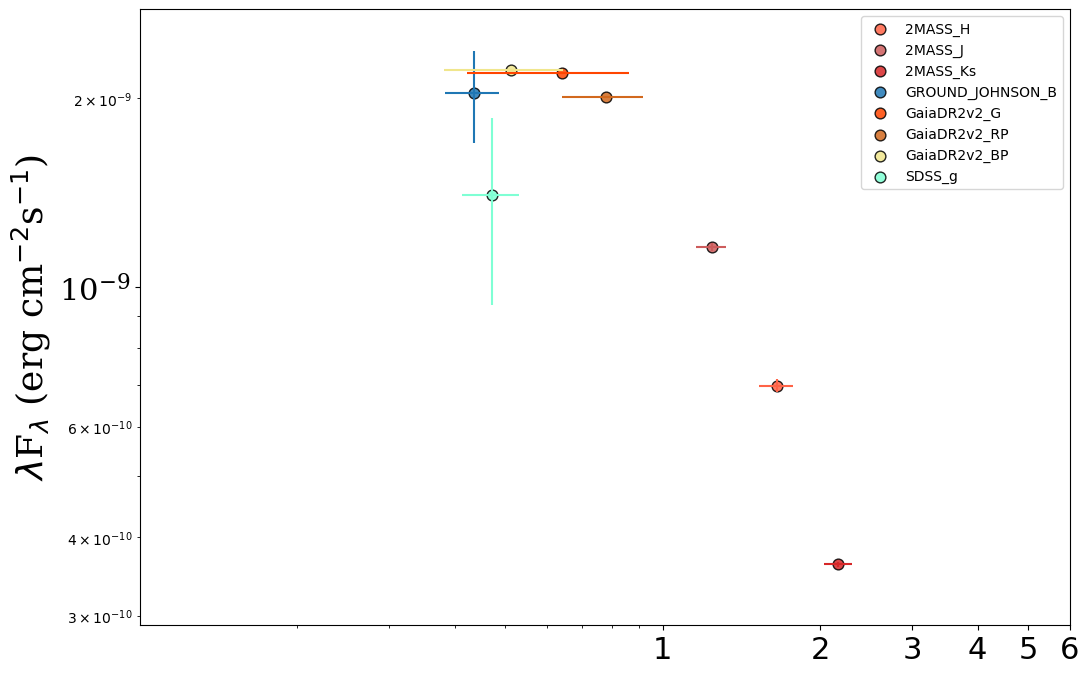 λFλ (erg cm⁻²s⁻¹)
2 × 10⁻⁹
10⁻⁹
6 × 10⁻¹⁰
4 × 10⁻¹⁰
3 × 10⁻¹⁰
1 2 3 4 5 6
2MASS_H
2MASS_J
2MASS_Ks
GROUND_JOHNSON_B
GaiaDR2v2_G
GaiaDR2v2_RP
GaiaDR2v2_BP
SDSS_g